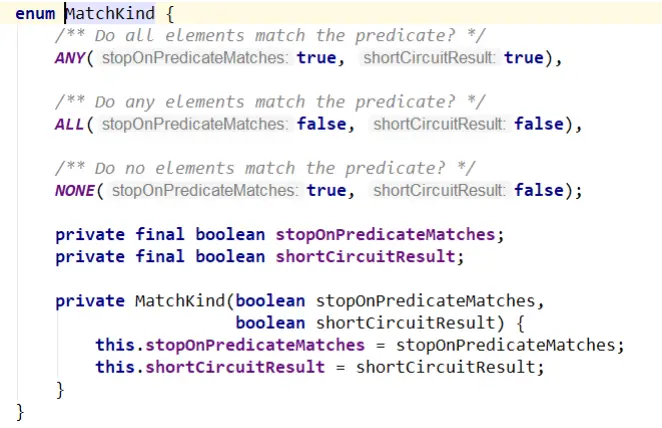 enum MatchKind {
/** Do all elements match the predicate? */
ANY( stopOnPredicateMatches: true, shortCircuitResult: true),
/** Do any elements match the predicate? */
ALL( stopOnPredicateMatches: false, shortCircuitResult: false),
/** Do no elements match the predicate? */
NONE( stopOnPredicateMatches: true, shortCircuitResult: false);
private final boolean stopOnPredicateMatches;
private final boolean shortCircuitResult;
private MatchKind(boolean stopOnPredicateMatches,
boolean shortCircuitResult) {
this.stopOnPredicateMatches = stopOnPredicateMatches;
this.shortCircuitResult = shortCircuitResult;
}
}